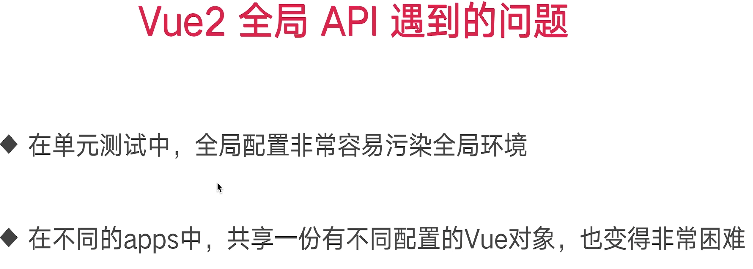 Vue2 全局 API 遇到的问题
◆ 在单元测试中，全局配置非常容易污染全局环境
◆ 在不同的apps中，共享一份有不同配置的Vue对象，也变得非常困难